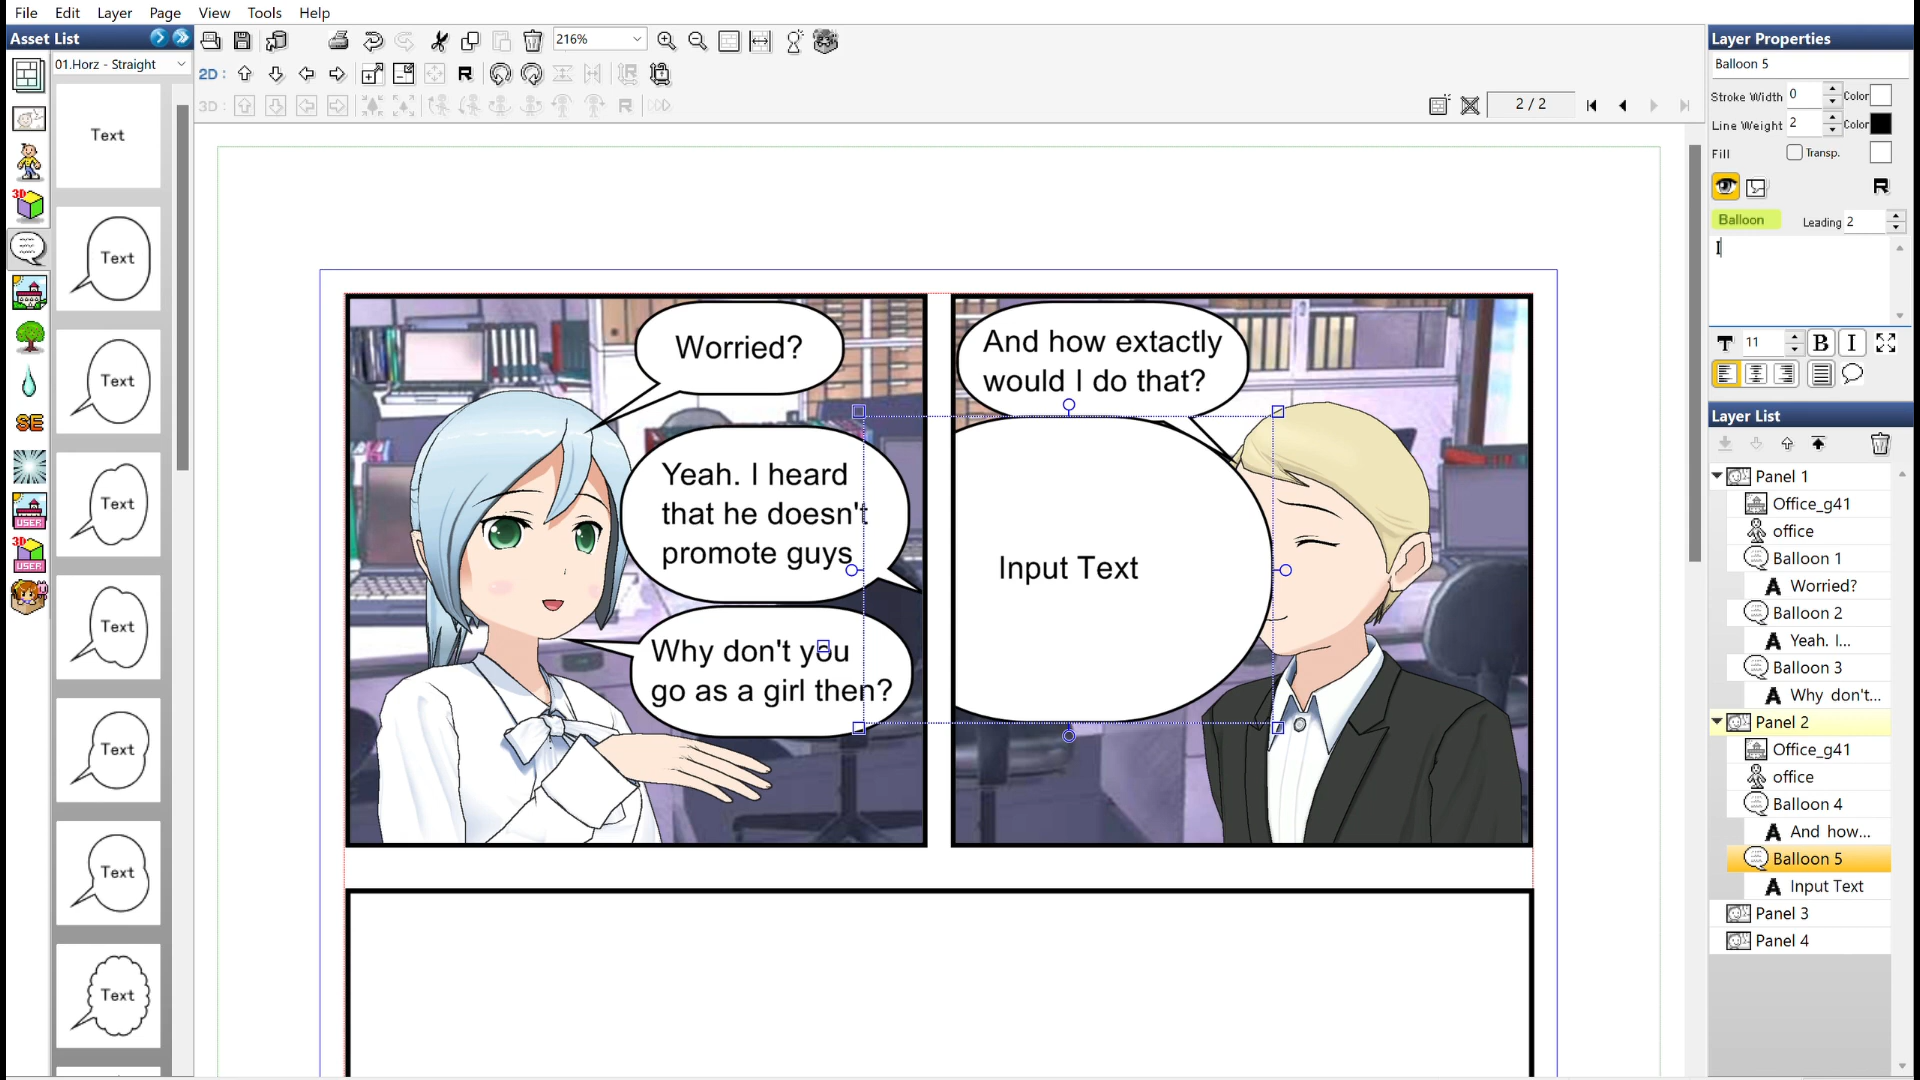 File Edit Layer Page View Tools Help
Asset List
01.Horz - Straight
216%
2D :
3D :
2 / 2
Text
Text
Text
Text
Text
Text
Text
Text
3D
SE
USER
3D
USER
Worried?
Yeah. I heard
that he doesn't
promote guys
Why don't you
go as a girl then?
And how extactly
would I do that?
Input Text
Layer Properties
Balloon 5
Stroke Width 0 Color
Line Weight 2 Color
Fill Transp.
R
Balloon Leading 2
T 11 B I
Layer List
Panel 1
Office_g41
office
Balloon 1
A Worried?
Balloon 2
A Yeah. I...
Balloon 3
A Why don't...
Panel 2
Office_g41
office
Balloon 4
A And how...
Balloon 5
A Input Text
Panel 3
Panel 4